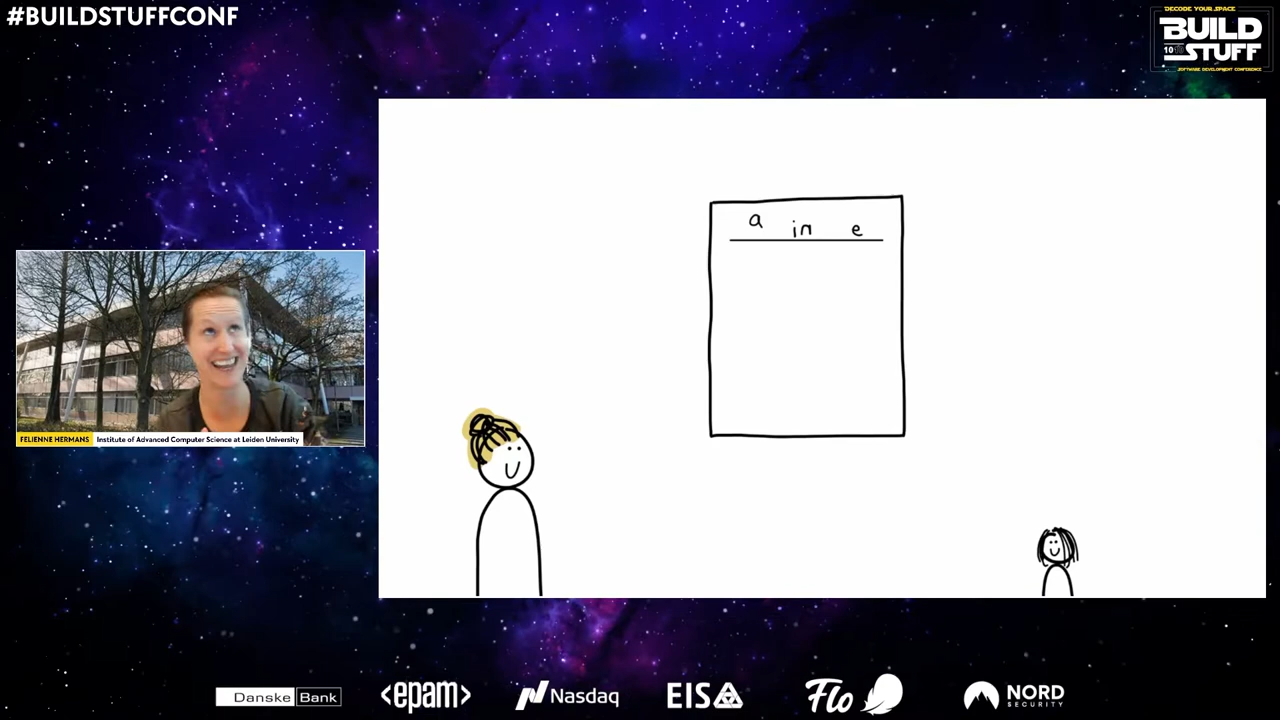 #BUILDSTUFFCONF
DECODE YOUR SPACE
BUILD
STUFF
SOFTWARE DEVELOPMENT CONFERENCE
a in e
FELIENNE HERMANS Institute of Advanced Computer Science at Leiden University
Danske Bank
<epam>
Nasdaq
EIS
Flo
NORD
SECURITY